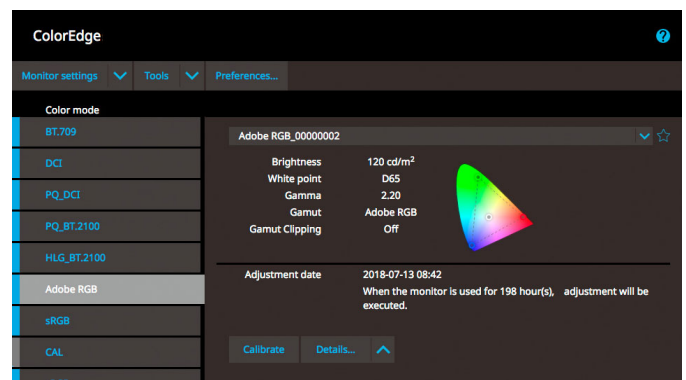 ColorEdge
Monitor settings Tools Preferences...
Color mode
BT.709
DCI
PQ_DCI
PQ_BT.2100
HLG_BT.2100
Adobe RGB
sRGB
CAL
Adobe RGB_00000002
Brightness 120 cd/m²
White point D65
Gamma 2.20
Gamut Adobe RGB
Gamut Clipping Off
Adjustment date 2018-07-13 08:42
When the monitor is used for 198 hour(s), adjustment will be
executed.
Calibrate Details...